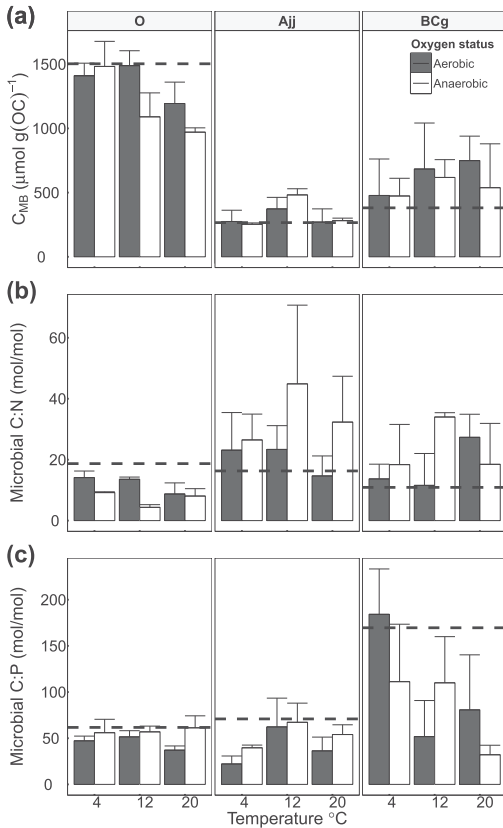 (a)
O Ajj BCg
Oxygen status
Aerobic
Anaerobic
C_MB (μmol g(OC)⁻¹)
1500
1000
500
0
(b)
Microbial C:N (mol/mol)
60
40
20
0
(c)
Microbial C:P (mol/mol)
200
150
100
50
0
4 12 20 4 12 20 4 12 20
Temperature °C